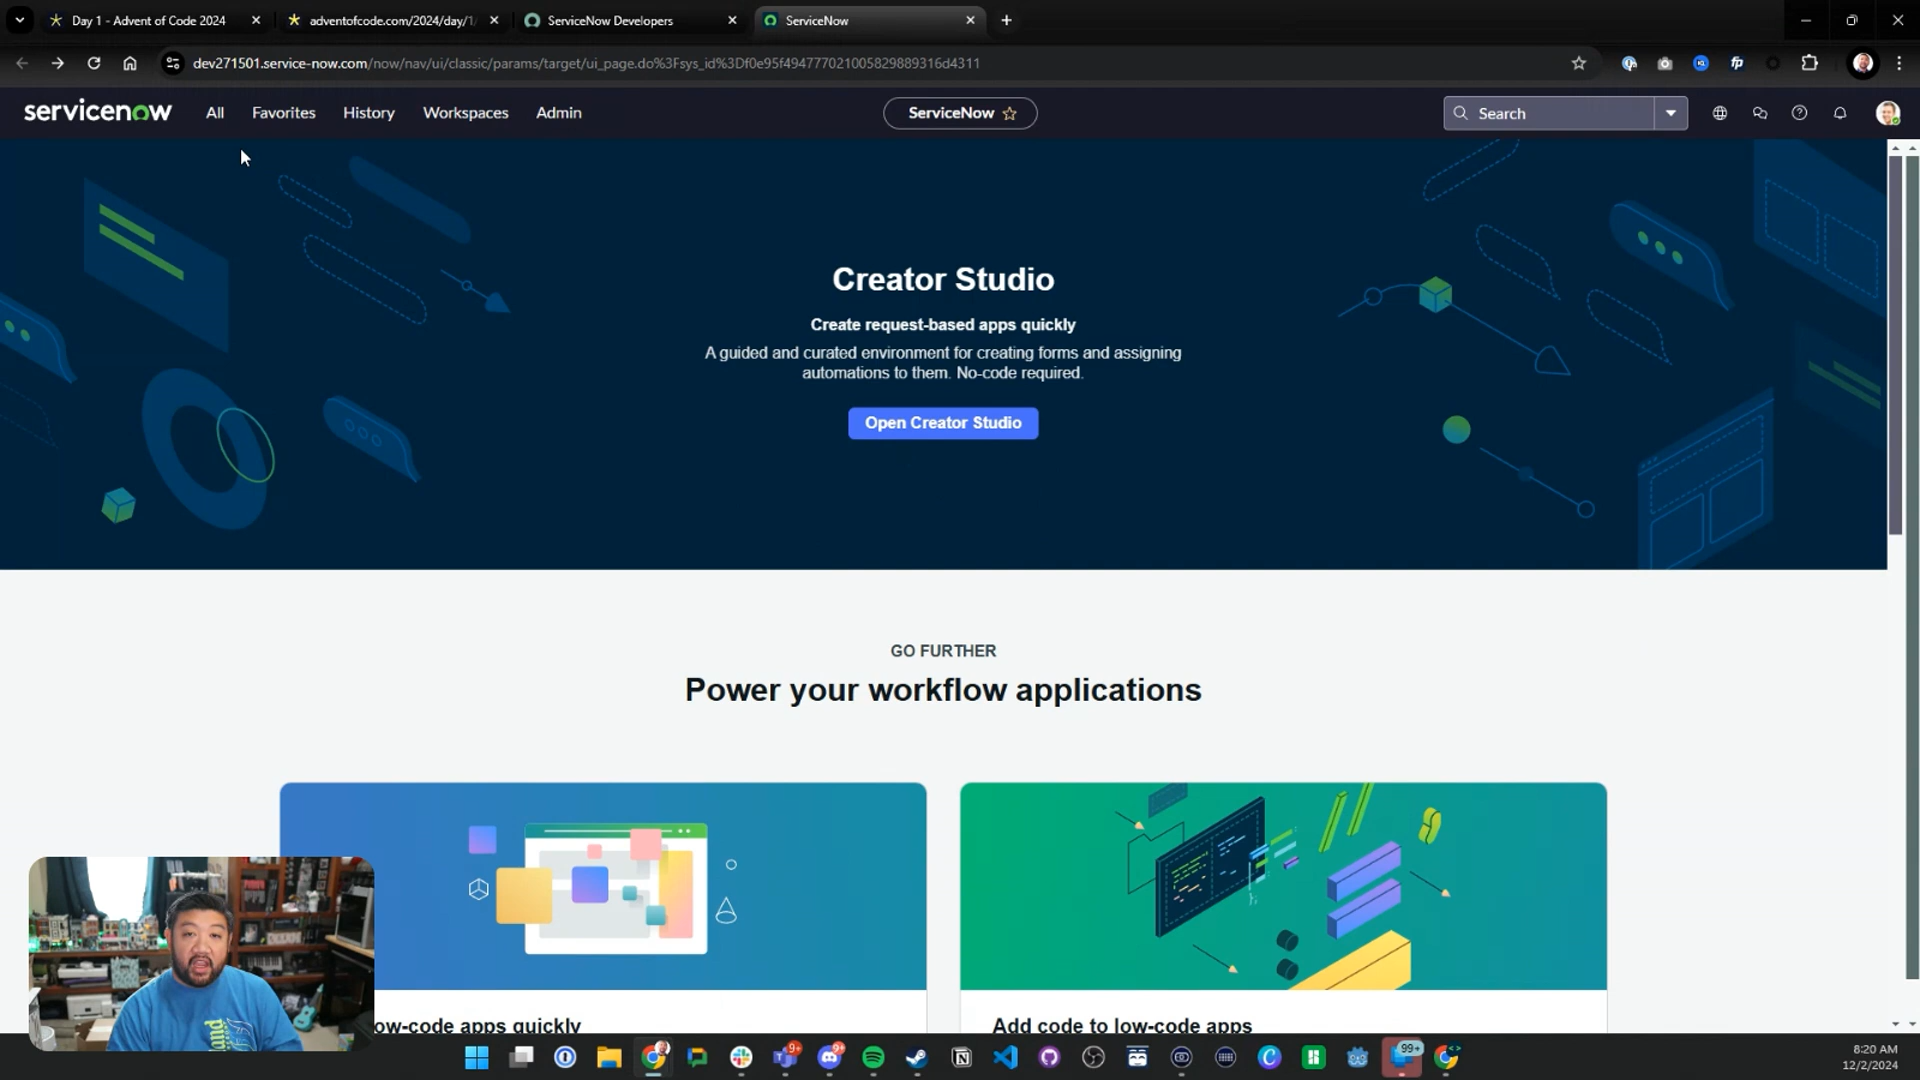 Day 1 - Advent of Code 2024
adventofcode.com/2024/day/1
ServiceNow Developers
ServiceNow
dev271501.service-now.com/now/nav/ui/classic/params/target/ui_page.do%3Fsys_id%3Df0e95f494777021005829889316d4311
servicenow
All
Favorites
History
Workspaces
Admin
ServiceNow
Search
Creator Studio
Create request-based apps quickly
A guided and curated environment for creating forms and assigning
automations to them. No-code required.
Open Creator Studio
GO FURTHER
Power your workflow applications
ow-code apps quickly
Add code to low-code apps
9+
9+
99+
8:20 AM
12/2/2024